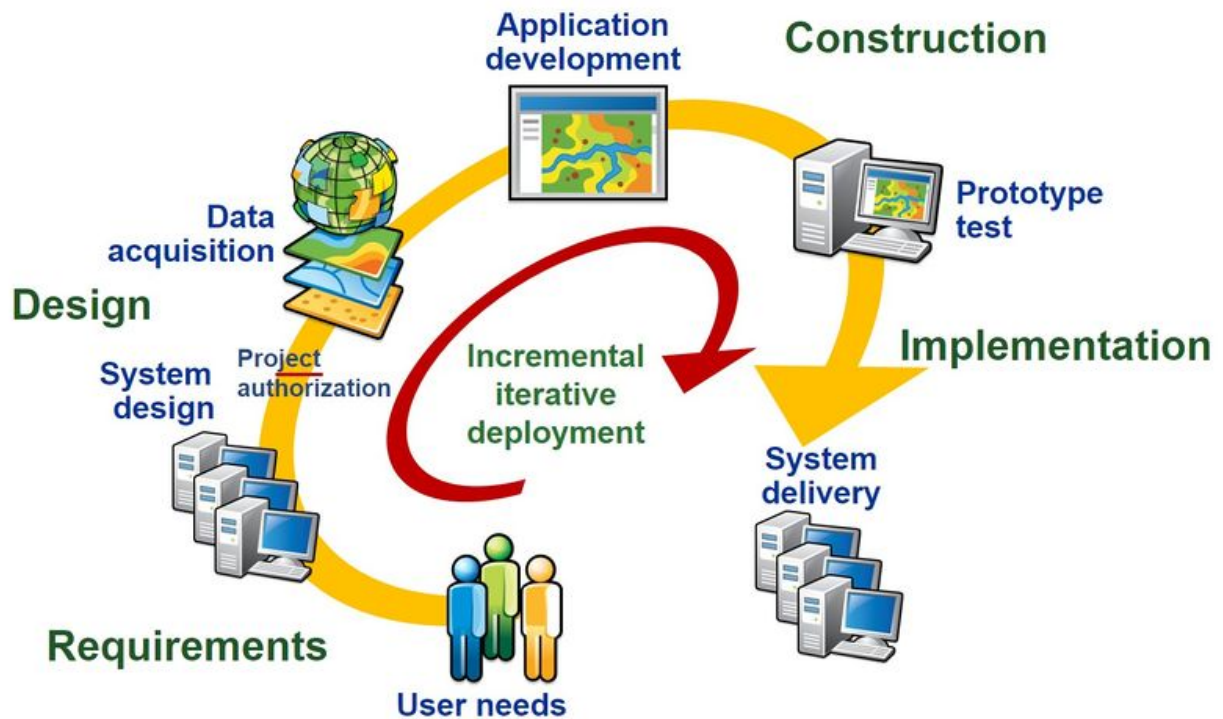 Application
development
Construction
Prototype
test
Data
acquisition
Design
Project
authorization
System
design
Incremental
iterative
deployment
Implementation
System
delivery
Requirements
User needs